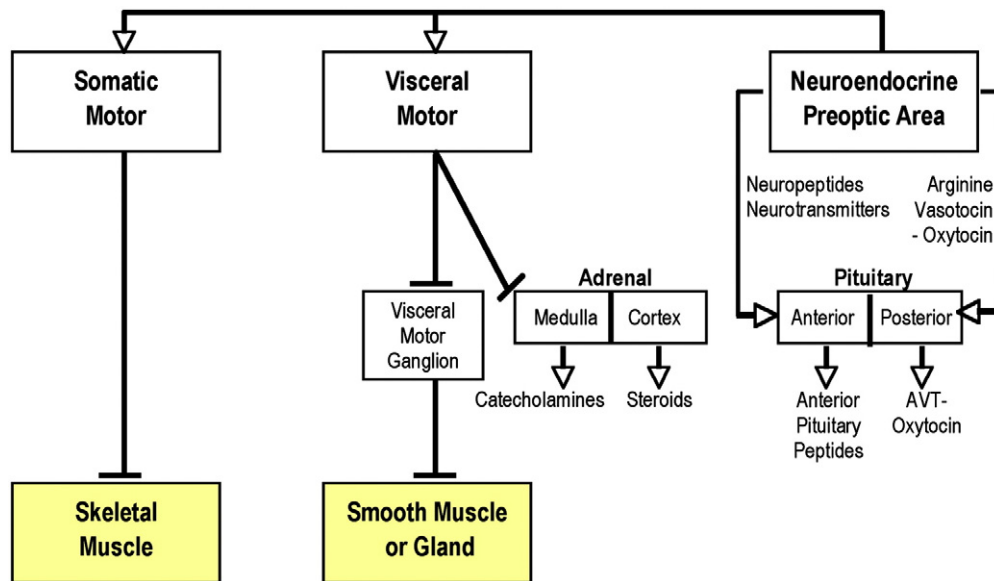 Somatic
Motor
Visceral
Motor
Neuroendocrine
Preoptic Area
Neuropeptides
Neurotransmitters
Arginine
Vasotocin
- Oxytocin
Visceral
Motor
Ganglion
Adrenal
Medulla
Cortex
Catecholamines
Steroids
Pituitary
Anterior
Posterior
Anterior
Pituitary
Peptides
AVT-
Oxytocin
Skeletal
Muscle
Smooth Muscle
or Gland